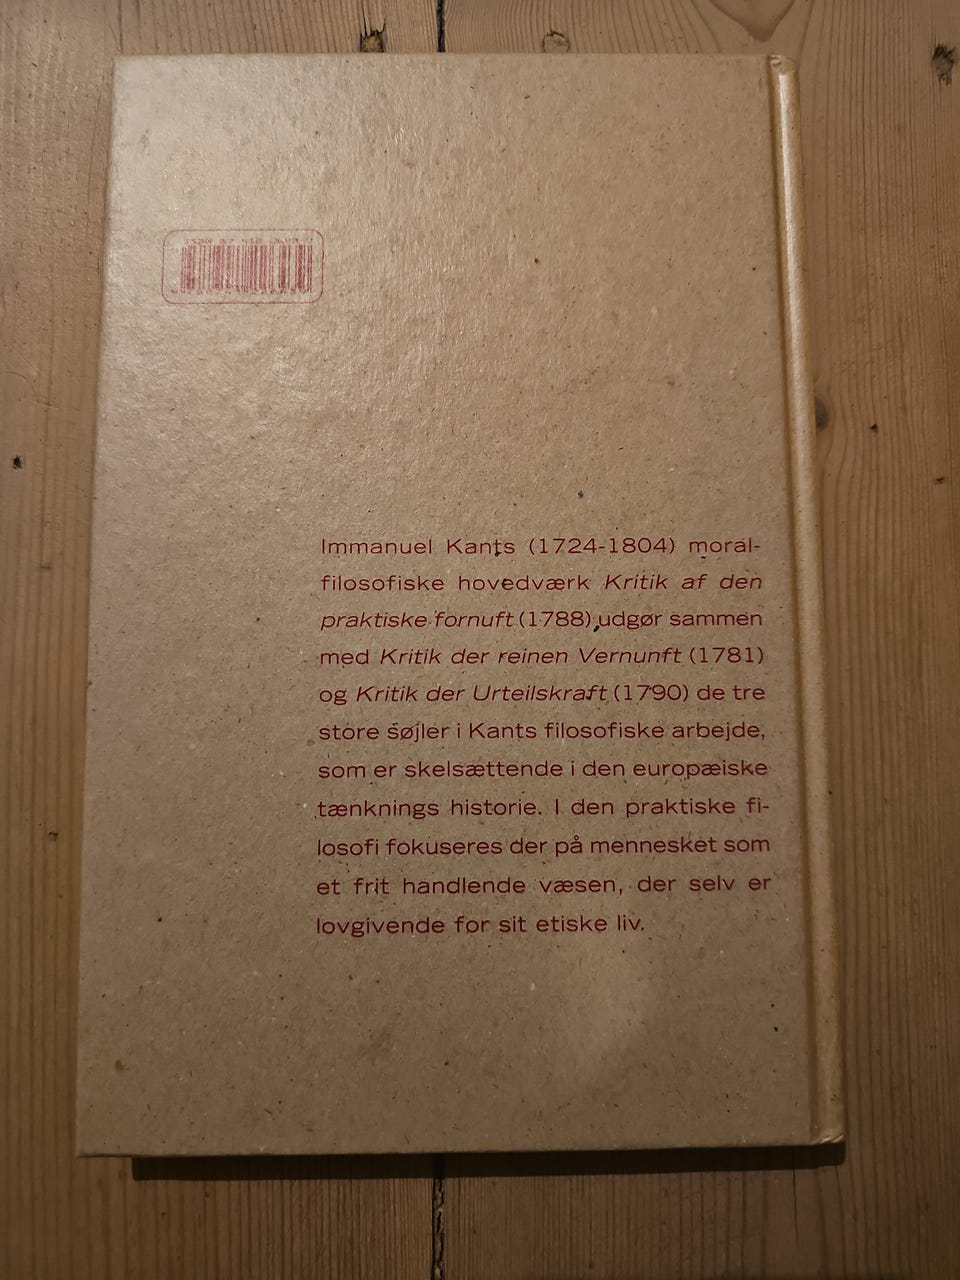 Immanuel Kants (1724-1804) moral-
filosofiske hovedværk Kritik af den
praktiske fornuft (1788) udgør sammen
med Kritik der reinen Vernunft (1781)
og Kritik der Urteilskraft (1790) de tre
store søjler i Kants filosofiske arbejde,
som er skelsættende i den europæiske
tænknings historie. I den praktiske fi-
losofi fokuseres der på mennesket som
et frit handlende væsen, der selv er
lovgivende for sit etiske liv.